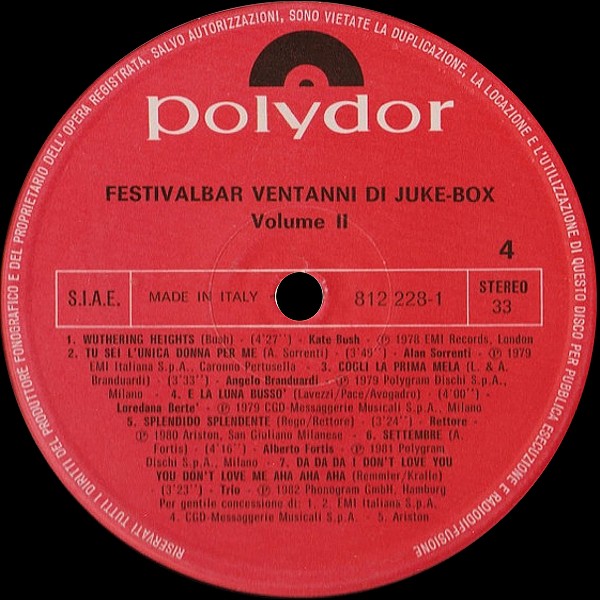 RISERVATI TUTTI I DIRITTI DEL PRODUTTORE FONOGRAFICO E DEL PROPRIETARIO DELL'OPERA REGISTRATA, SALVO AUTORIZZAZIONI, SONO VIETATE LA DUPLICAZIONE, LA LOCAZIONE E L'UTILIZZAZIONE DI QUESTO DISCO PER PUBBLICA ESECUZIONE E RADIODIFFUSIONE
polydor
FESTIVALBAR VENTANNI DI JUKE-BOX
Volume II
4
S.I.A.E. MADE IN ITALY 812 228-1 STEREO
33
1. WUTHERING HEIGHTS (Bush) - (4'27'') - Kate Bush - ℗ 1978 EMI Records, London
2. TU SEI L'UNICA DONNA PER ME (A. Sorrenti) - (3'45'') - Alan Sorrenti - ℗ 1979
EMI Italiana S.p.A., Caronno Pertusella - 3. COGLI LA PRIMA MELA (L. & A.
Branduardi) - (3'33'') - Angelo Branduardi - ℗ 1979 Polygram Dischi S.p.A.,
Milano - 4. E LA LUNA BUSSO' (Lavezzi/Pace/Avogadro) - (4'00'') -
Loredana Berte' - ℗ 1979 CGD-Messaggerie Musicali S.p.A., Milano
5. SPLENDIDO SPLENDENTE (Rego/Rettore) - (3'24'') - Rettore -
℗ 1980 Ariston, San Giuliano Milanese - 6. SETTEMBRE (A.
Fortis) - (4'16'') - Alberto Fortis - ℗ 1981 Polygram
Dischi S.p.A., Milano - 7. DA DA DA I DON'T LOVE YOU
YOU DON'T LOVE ME AHA AHA AHA (Remmler/Kralle)
- (3'23'') - Trio - ℗ 1982 Phonogram GmbH, Hamburg
Per gentile concessione di: 1. 2. EMI Italiana S.p.A.
4. CGD-Messaggerie Musicali S.p.A. - 5. Ariston